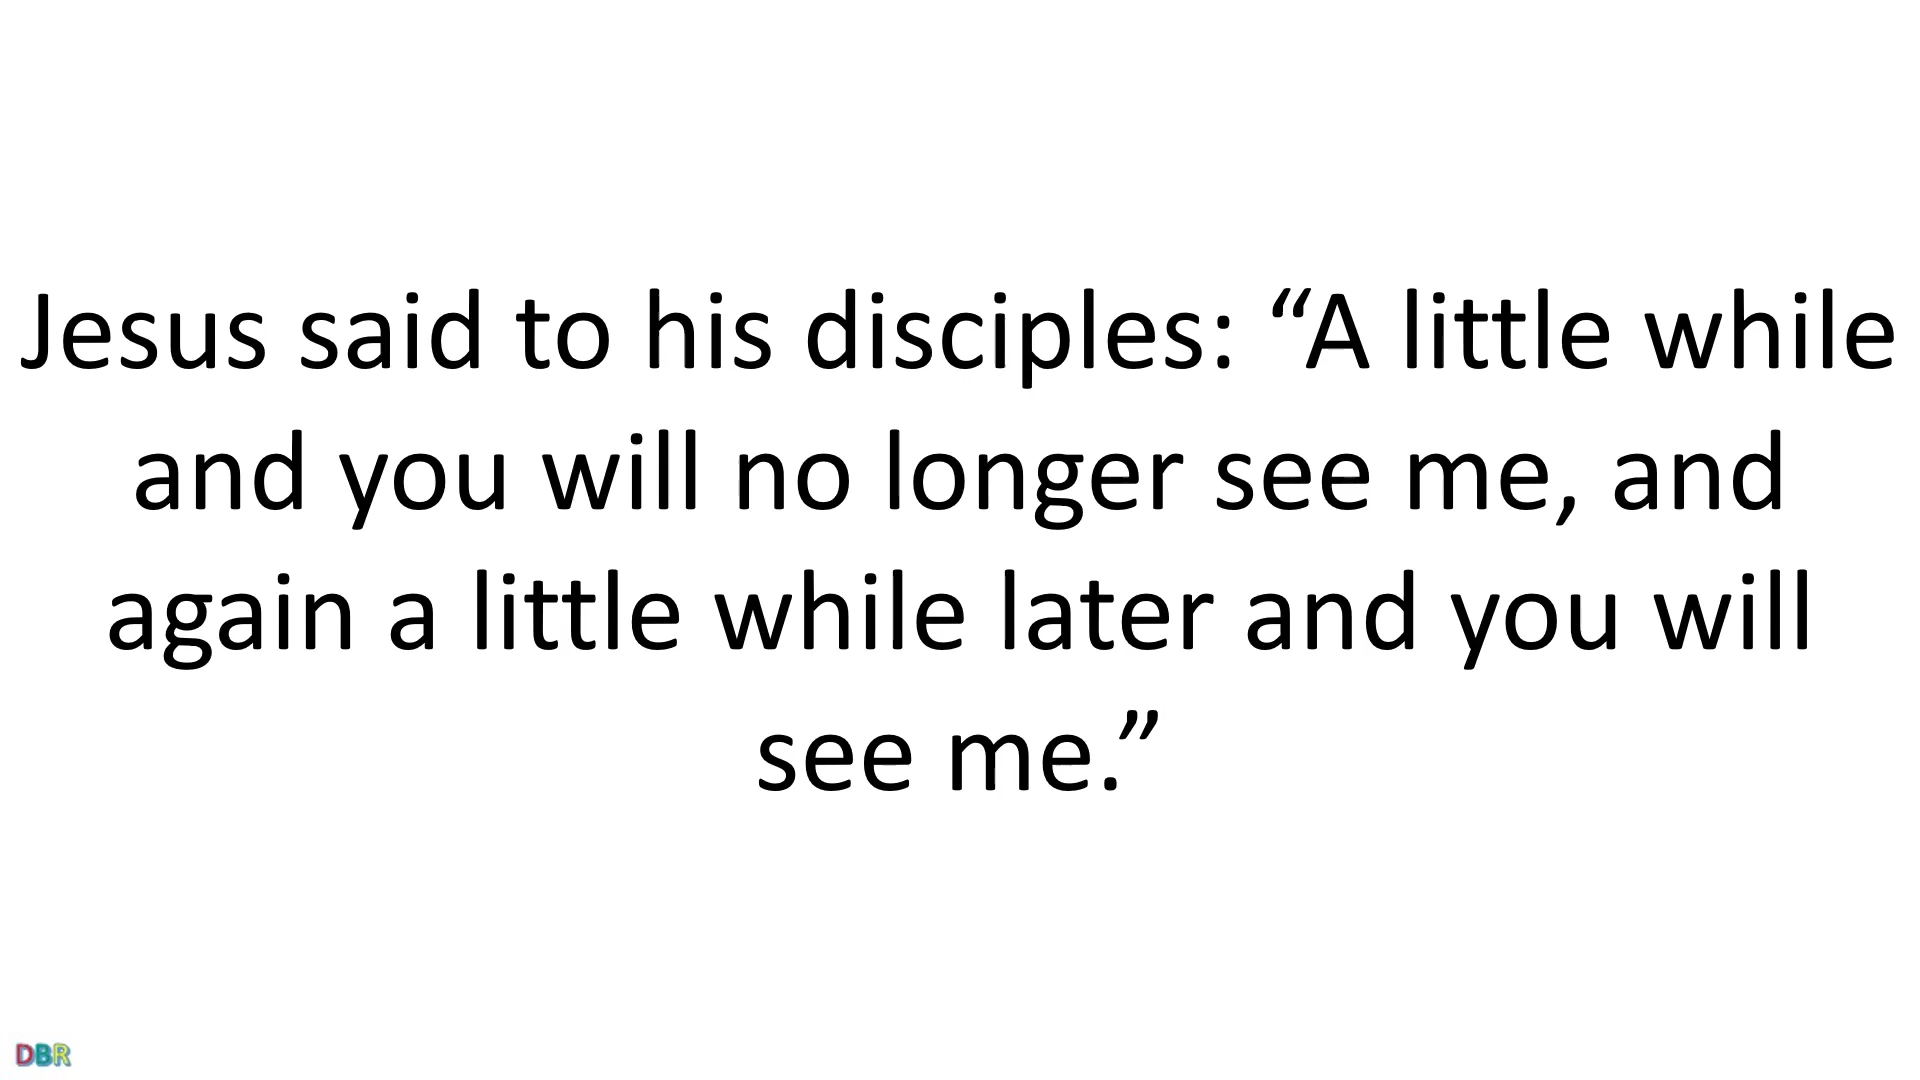 Jesus said to his disciples: “A little while
and you will no longer see me, and
again a little while later and you will
see me.”
DBR